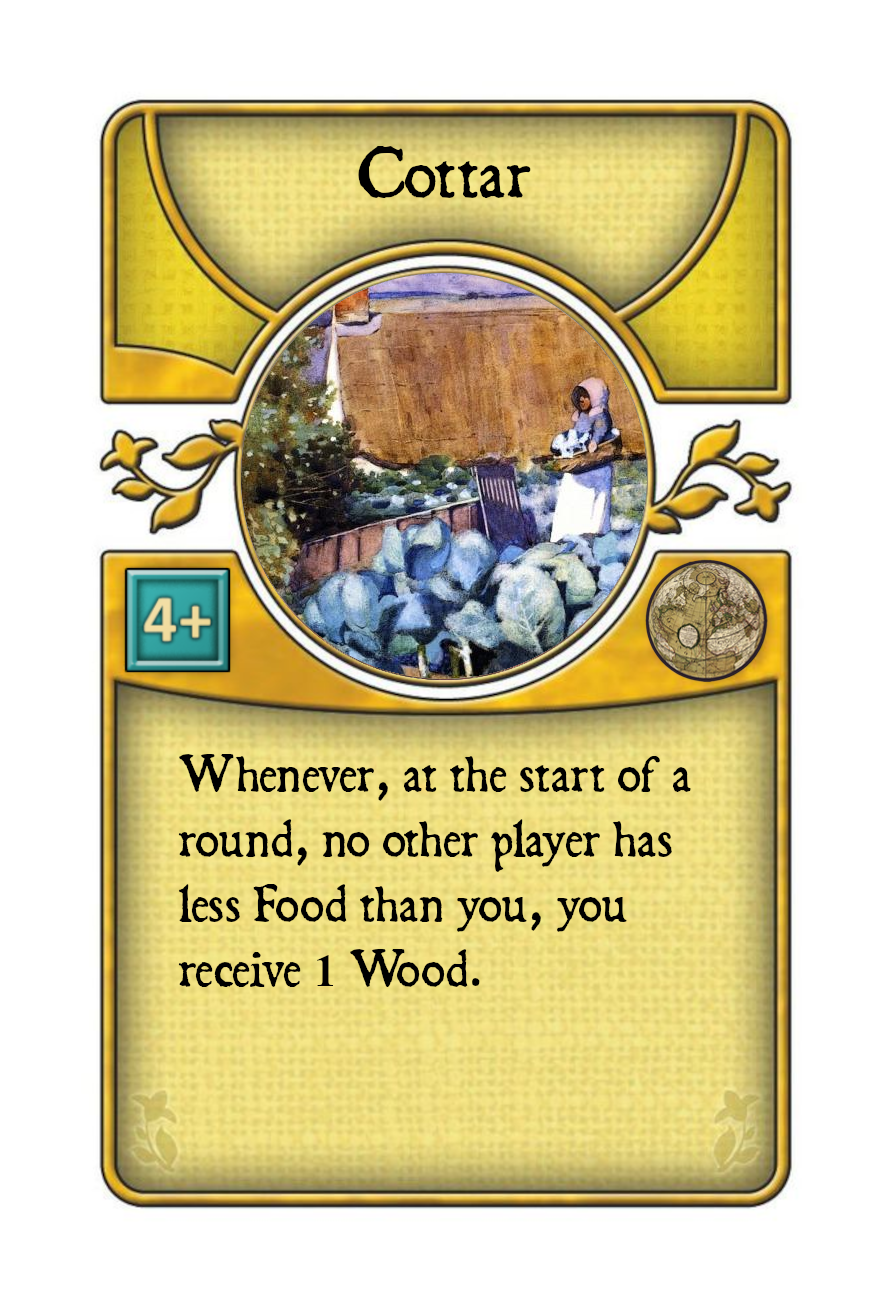 Cottar
4+
Whenever, at the start of a
round, no other player has
less Food than you, you
receive 1 Wood.